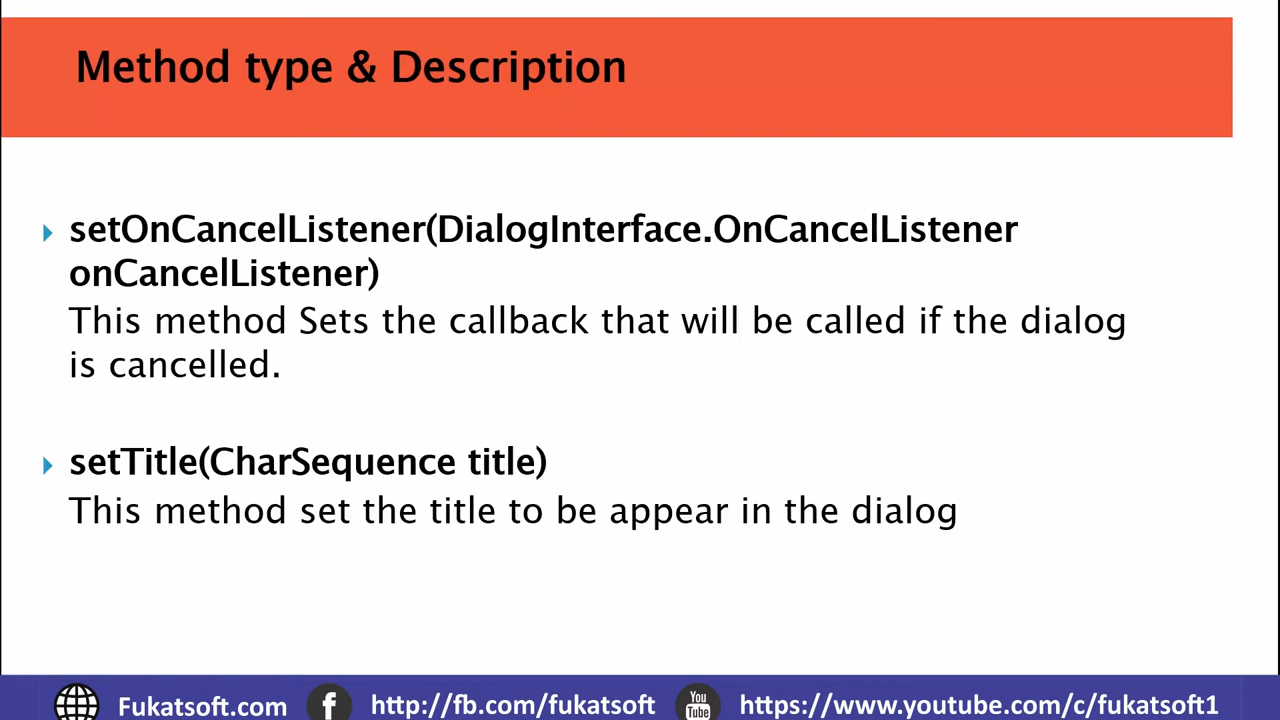 Method type & Description
setOnCancelListener(DialogInterface.OnCancelListener
onCancelListener)
This method Sets the callback that will be called if the dialog
is cancelled.
setTitle(CharSequence title)
This method set the title to be appear in the dialog
Fukatsoft.com f http://fb.com/fukatsoft You Tube https://www.youtube.com/c/fukatsoft1